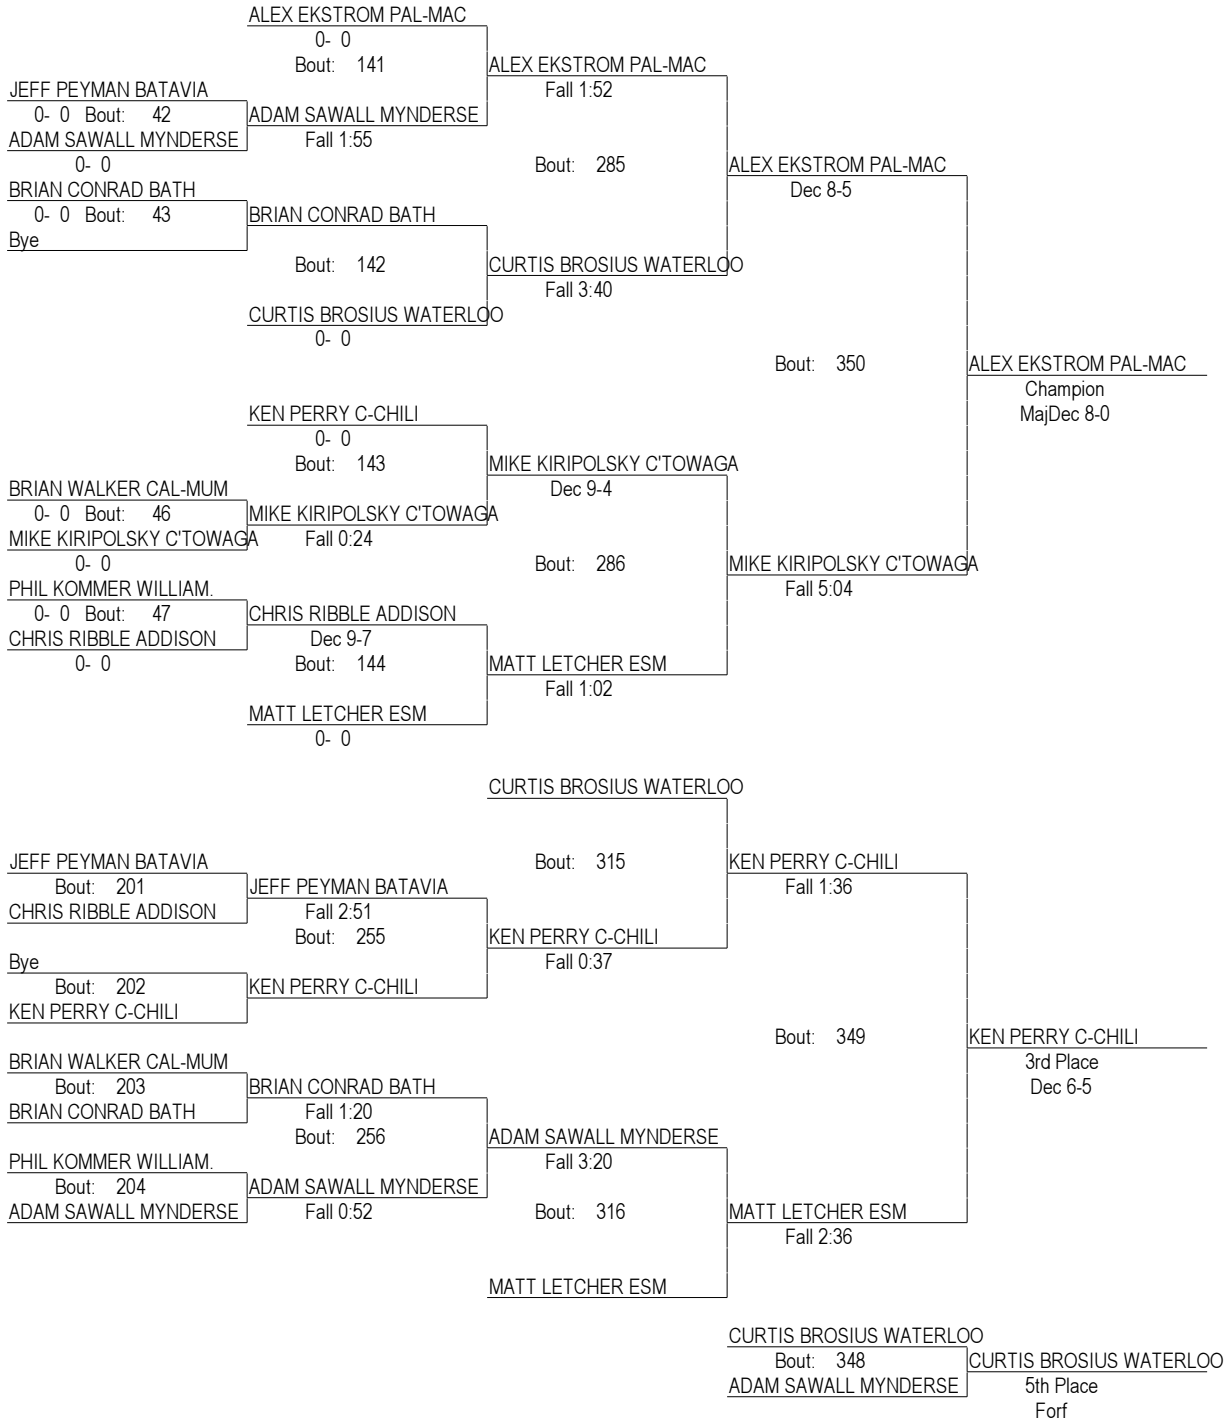 ALEX EKSTROM PAL-MAC
0- 0
Bout: 141
ALEX EKSTROM PAL-MAC
JEFF PEYMAN BATAVIA
Fall 1:52
0- 0 Bout: 42
ADAM SAWALL MYNDERSE
ADAM SAWALL MYNDERSE
Fall 1:55
0- 0
Bout: 285
ALEX EKSTROM PAL-MAC
BRIAN CONRAD BATH
Dec 8-5
0- 0 Bout: 43
BRIAN CONRAD BATH
Bye
Bout: 142
CURTIS BROSIUS WATERLOO
Fall 3:40
CURTIS BROSIUS WATERLOO
0- 0
Bout: 350
ALEX EKSTROM PAL-MAC
Champion
MajDec 8-0
KEN PERRY C-CHILI
0- 0
Bout: 143
MIKE KIRIPOLSKY C'TOWAGA
BRIAN WALKER CAL-MUM
Dec 9-4
0- 0 Bout: 46
MIKE KIRIPOLSKY C'TOWAGA
MIKE KIRIPOLSKY C'TOWAGA
Fall 0:24
0- 0
Bout: 286
MIKE KIRIPOLSKY C'TOWAGA
PHIL KOMMER WILLIAM.
Fall 5:04
0- 0 Bout: 47
CHRIS RIBBLE ADDISON
CHRIS RIBBLE ADDISON
Dec 9-7
0- 0
Bout: 144
MATT LETCHER ESM
Fall 1:02
MATT LETCHER ESM
0- 0
CURTIS BROSIUS WATERLOO
JEFF PEYMAN BATAVIA
Bout: 315
KEN PERRY C-CHILI
Bout: 201
JEFF PEYMAN BATAVIA
Fall 1:36
CHRIS RIBBLE ADDISON
Fall 2:51
Bout: 255
KEN PERRY C-CHILI
Bye
Fall 0:37
Bout: 202
KEN PERRY C-CHILI
KEN PERRY C-CHILI
Bout: 349
KEN PERRY C-CHILI
3rd Place
Dec 6-5
BRIAN WALKER CAL-MUM
Bout: 203
BRIAN CONRAD BATH
BRIAN CONRAD BATH
Fall 1:20
Bout: 256
ADAM SAWALL MYNDERSE
PHIL KOMMER WILLIAM.
Fall 3:20
Bout: 204
ADAM SAWALL MYNDERSE
ADAM SAWALL MYNDERSE
Fall 0:52
Bout: 316
MATT LETCHER ESM
Fall 2:36
MATT LETCHER ESM
CURTIS BROSIUS WATERLOO
Bout: 348
CURTIS BROSIUS WATERLOO
ADAM SAWALL MYNDERSE
5th Place
Forf